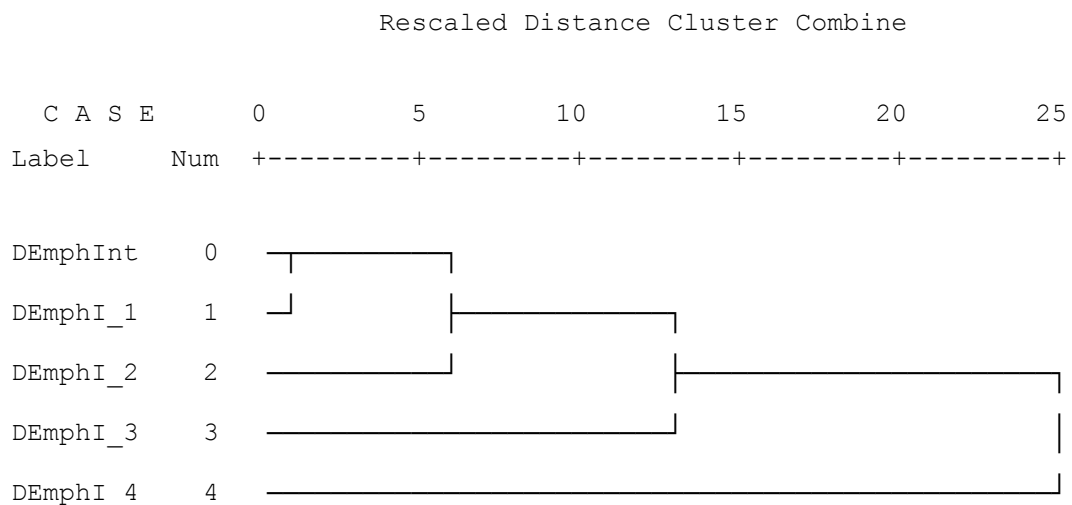 Rescaled Distance Cluster Combine
C A S E 0 5 10 15 20 25
Label Num +---------+---------+---------+---------+---------+
DEmphInt 0
DEmphI_1 1
DEmphI_2 2
DEmphI_3 3
DEmphI 4 4